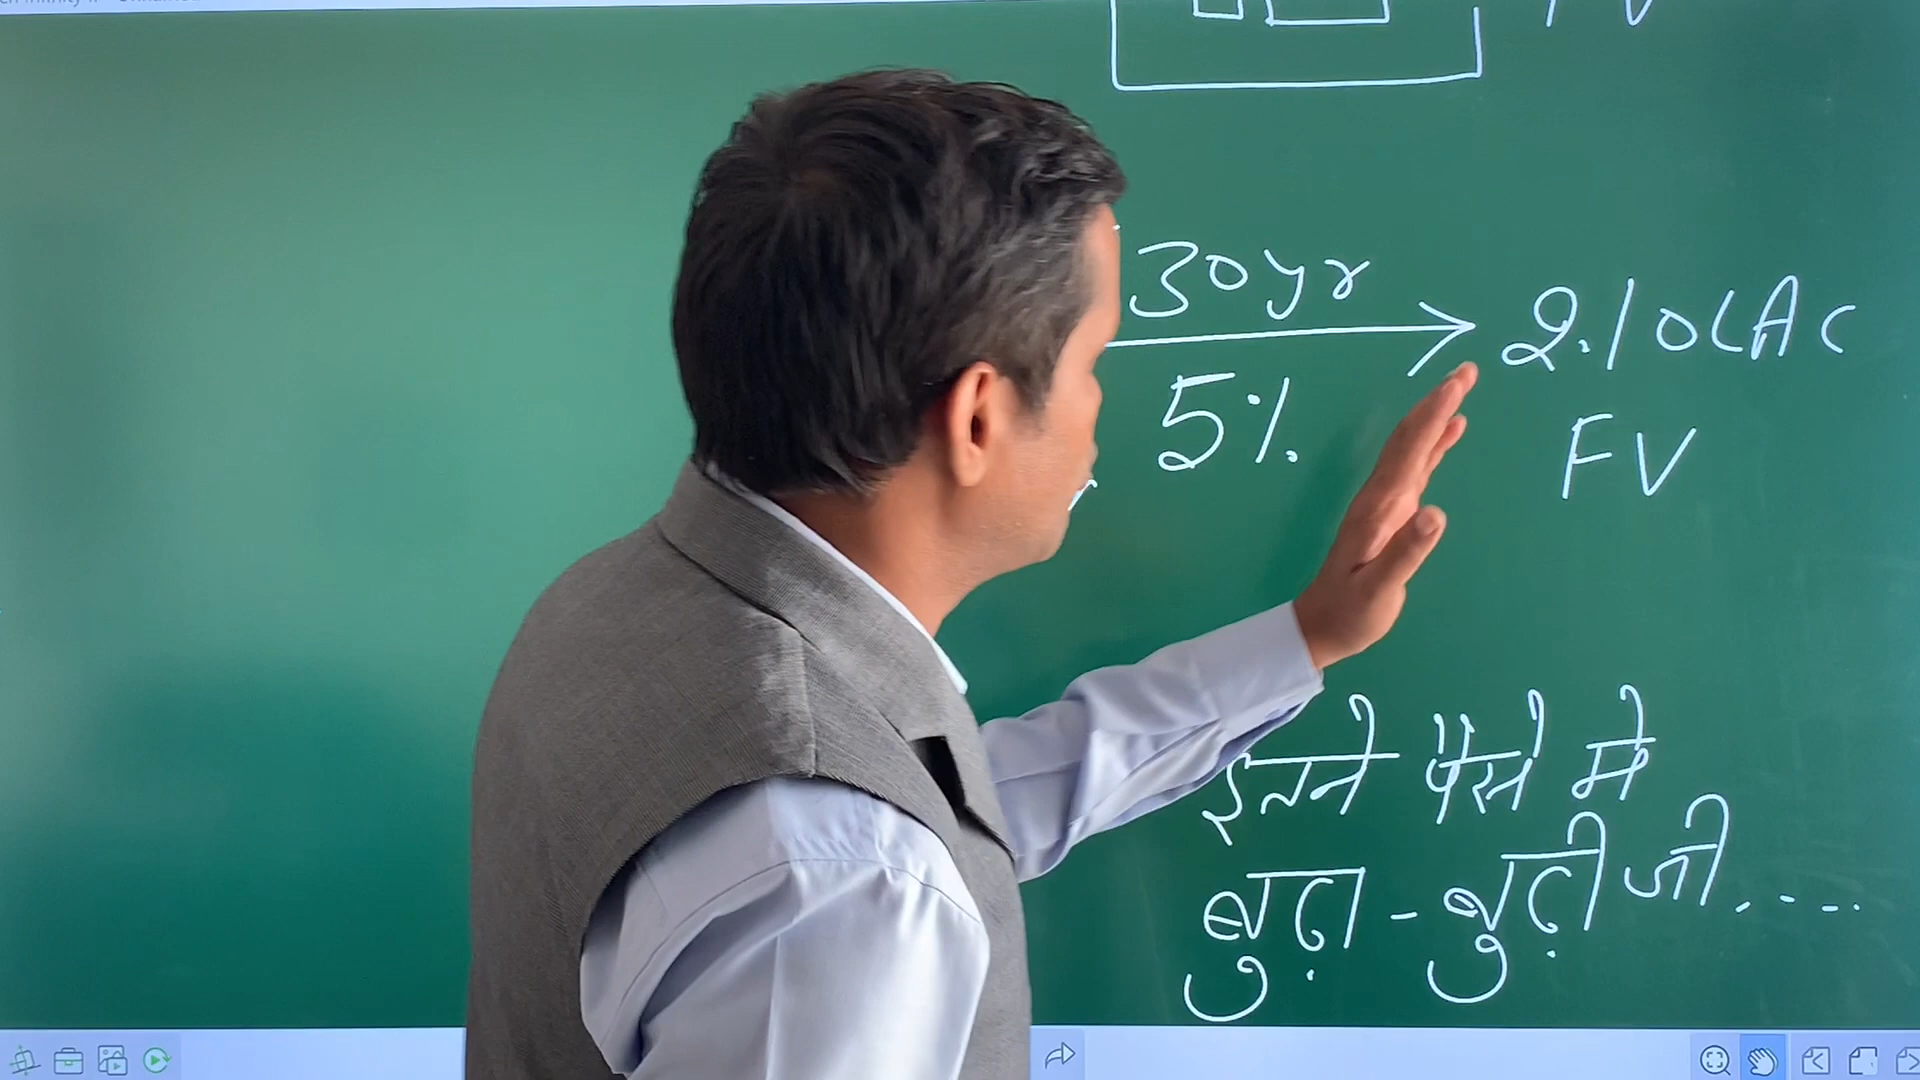 30yr
2.10LAC
5%.
FV
इतने पैसे मे
बुढ़ा - बुढ़ी जी....